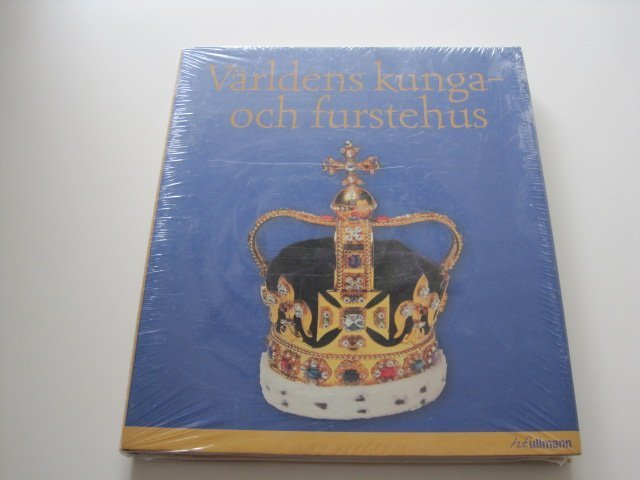 Världens kunga-
och furstehus
h.f.ullmann